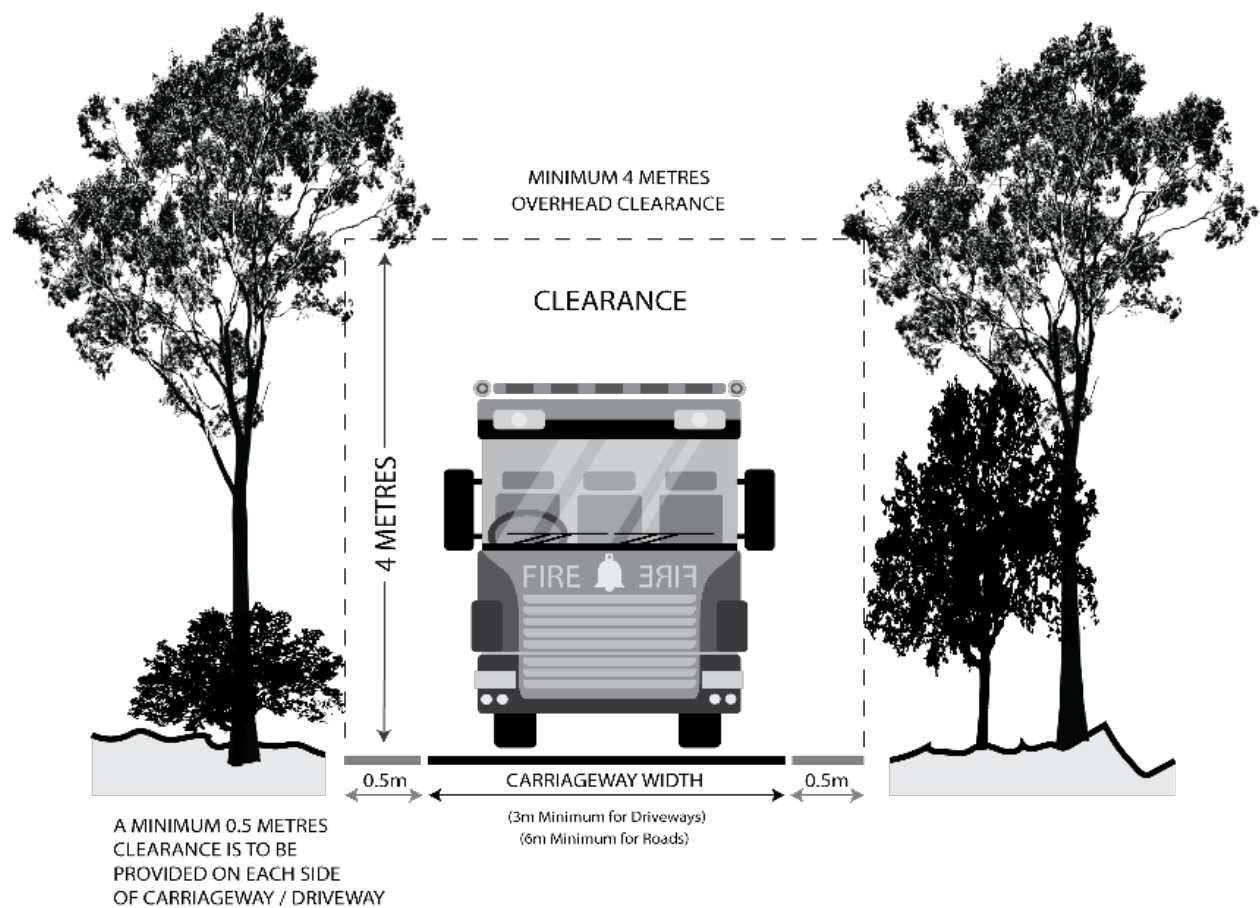 MINIMUM 4 METRES
OVERHEAD CLEARANCE
CLEARANCE
4 METRES
FIRE FIRE
0.5m CARRIAGEWAY WIDTH 0.5m
(3m Minimum for Driveways)
(6m Minimum for Roads)
A MINIMUM 0.5 METRES
CLEARANCE IS TO BE
PROVIDED ON EACH SIDE
OF CARRIAGEWAY / DRIVEWAY